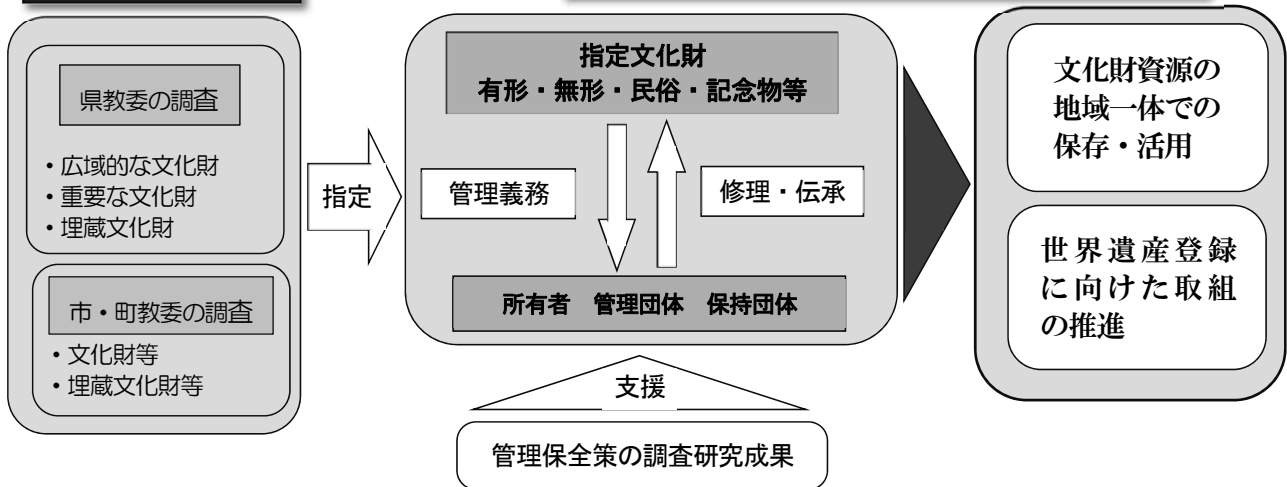 県教委の調査
・広域的な文化財
・重要な文化財
・埋蔵文化財
市・町教委の調査
・文化財等
・埋蔵文化財等
指定
指定文化財
有形・無形・民俗・記念物等
管理義務
修理・伝承
所有者 管理団体 保持団体
支援
管理保全策の調査研究成果
文化財資源の
地域一体での
保存・活用
世界遺産登録
に向けた取組
の推進